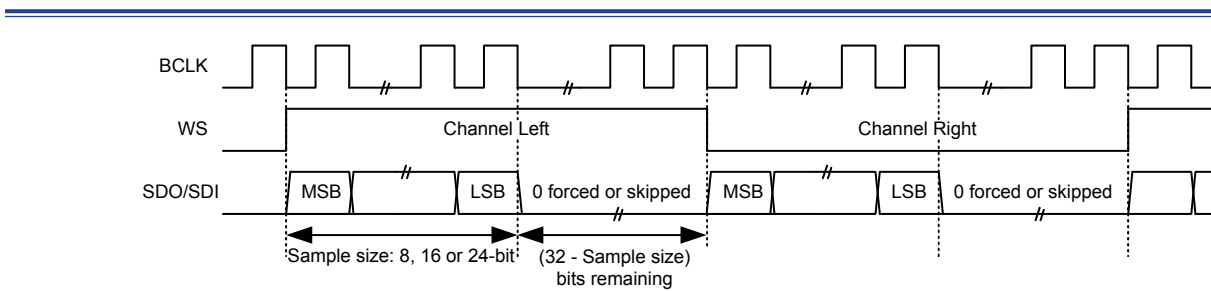 BCLK
WS
Channel Left
Channel Right
SDO/SDI
MSB
LSB
0 forced or skipped
MSB
LSB
0 forced or skipped
Sample size: 8, 16 or 24-bit
(32 - Sample size)
bits remaining